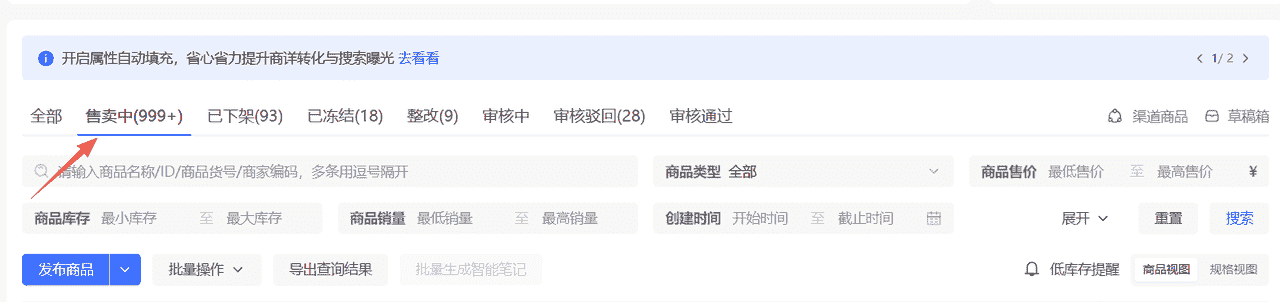 开启属性自动填充，省心省力提升商详转化与搜索曝光 去看看 1/ 2
全部 售卖中(999+) 已下架(93) 已冻结(18) 整改(9) 审核中 审核驳回(28) 审核通过 渠道商品 草稿箱
请输入商品名称/ID/商品货号/商家编码，多条用逗号隔开 商品类型 全部 商品售价 最低售价 至 最高售价 ¥
商品库存 最小库存 至 最大库存 商品销量 最低销量 至 最高销量 创建时间 开始时间 至 截止时间 展开 重置 搜索
发布商品 批量操作 导出查询结果 批量生成智能笔记 低库存提醒 商品视图 规格视图